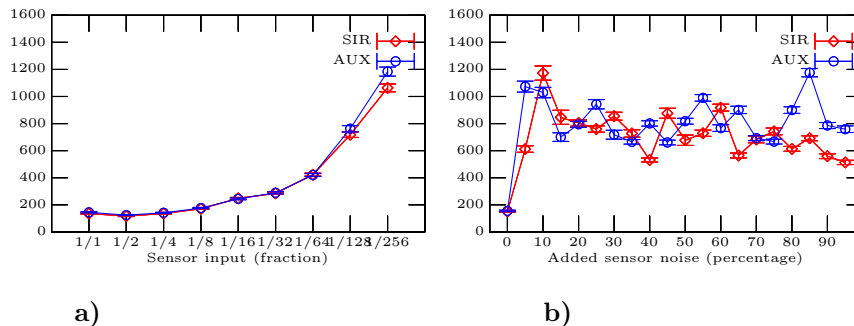 1600
1400
1200
1000
800
600
400
200
0
SIR
AUX
1/1 1/2 1/4 1/8 1/16 1/32 1/64 1/128 1/256
Sensor input (fraction)
a)
1600
1400
1200
1000
800
600
400
200
0
SIR
AUX
0 10 20 30 40 50 60 70 80 90
Added sensor noise (percentage)
b)